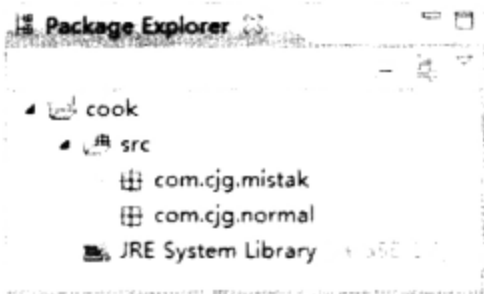 Package Explorer
cook
src
com.cjg.mistak
com.cjg.normal
JRE System Library